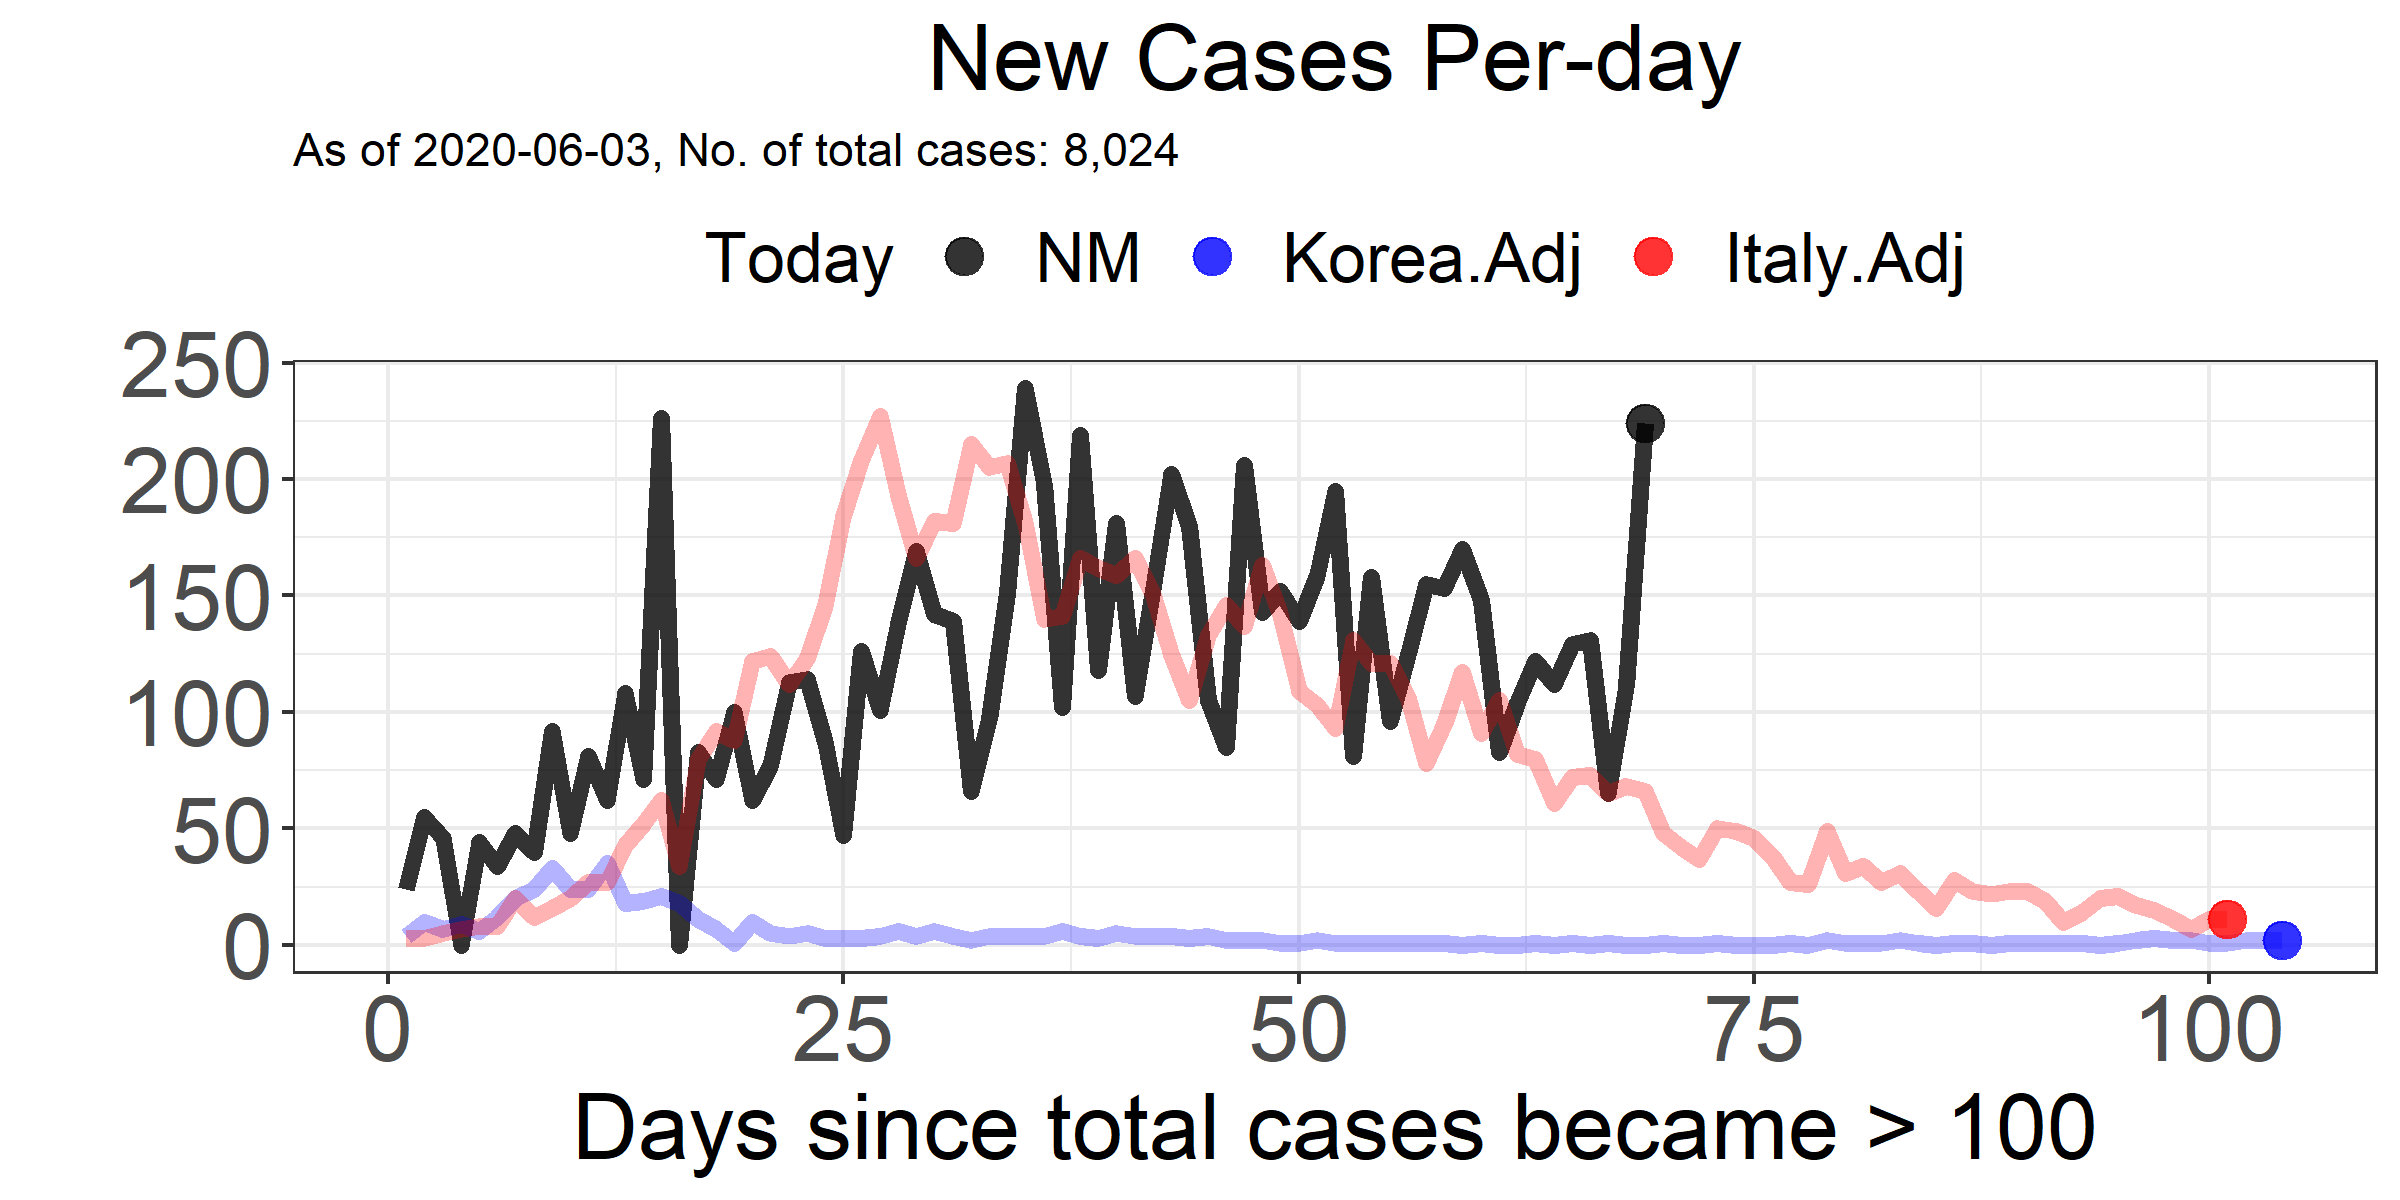 New Cases Per-day
As of 2020-06-03, No. of total cases: 8,024
Today NM Korea.Adj Italy.Adj
250
200
150
100
50
0
0 25 50 75 100
Days since total cases became > 100